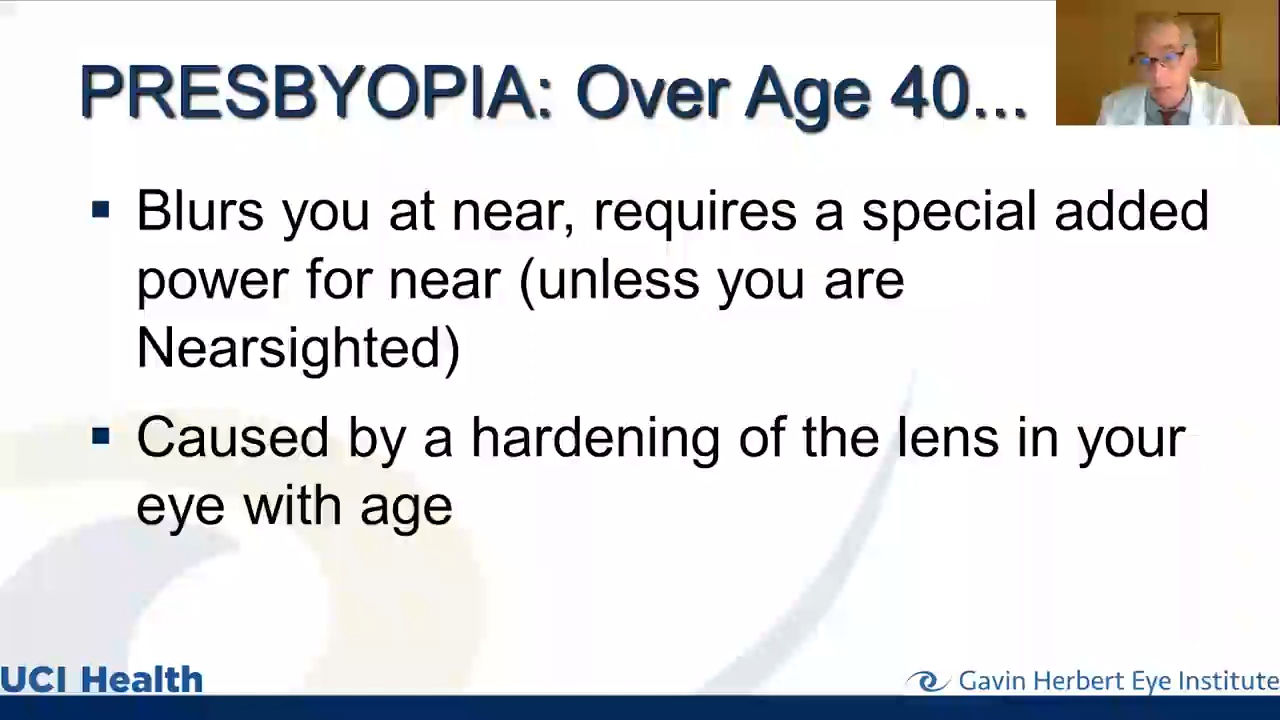 PRESBYOPIA: Over Age 40...
Blurs you at near, requires a special added
power for near (unless you are
Nearsighted)
Caused by a hardening of the lens in your
eye with age
UCI Health
Gavin Herbert Eye Institute